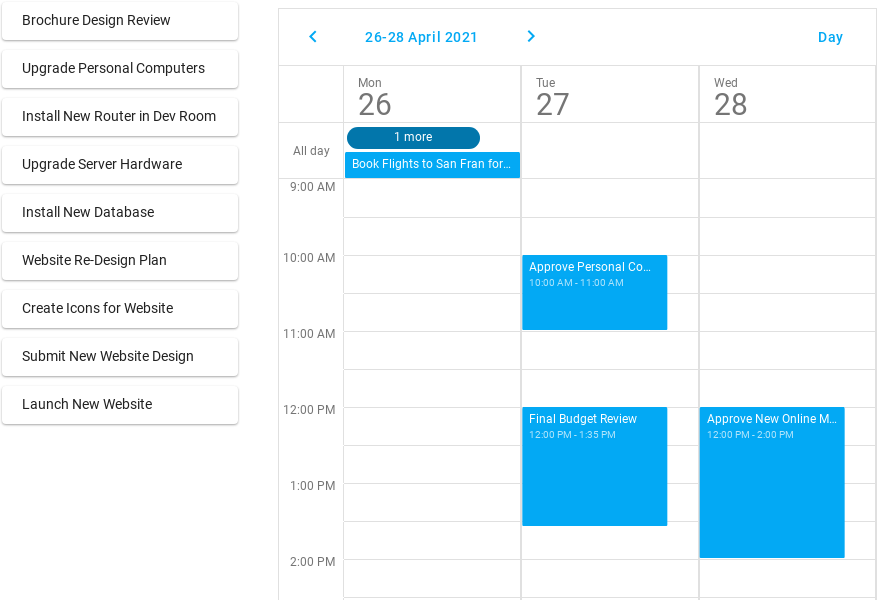 Brochure Design Review
Upgrade Personal Computers
Install New Router in Dev Room
Upgrade Server Hardware
Install New Database
Website Re-Design Plan
Create Icons for Website
Submit New Website Design
Launch New Website
26-28 April 2021
Day
Mon
26
Tue
27
Wed
28
All day
1 more
Book Flights to San Fran for...
9:00 AM
10:00 AM
11:00 AM
12:00 PM
1:00 PM
2:00 PM
Approve Personal Co...
10:00 AM - 11:00 AM
Final Budget Review
12:00 PM - 1:35 PM
Approve New Online M...
12:00 PM - 2:00 PM